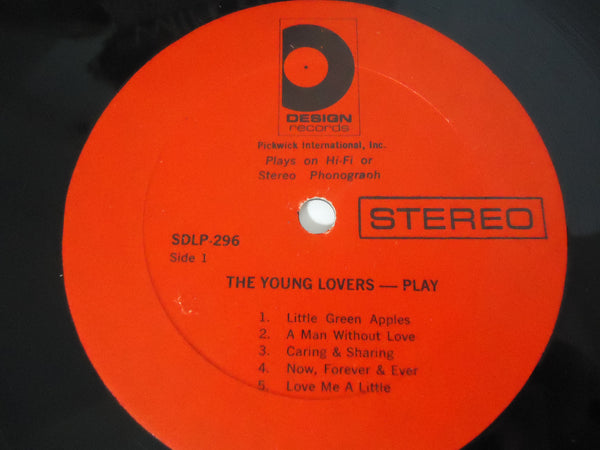 DESIGN
records
Pickwick International, Inc.
Plays on Hi-Fi or
Stereo Phonograph
STEREO
SDLP-296
Side 1
THE YOUNG LOVERS — PLAY
1. Little Green Apples
2. A Man Without Love
3. Caring & Sharing
4. Now, Forever & Ever
5. Love Me A Little